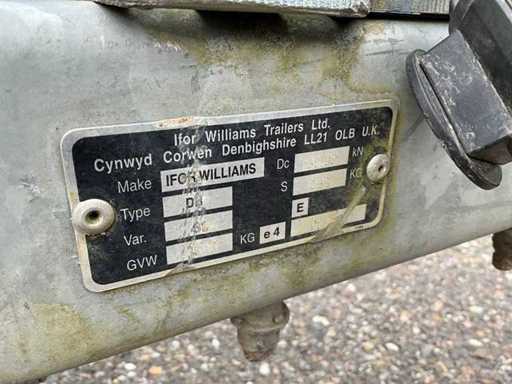 Ifor Williams Trailers Ltd.
Cynwyd Corwen Denbighshire LL21 OLB U.K.
Make IFOR WILLIAMS Dc kN
Type S KG
Var. E
GVW KG e4